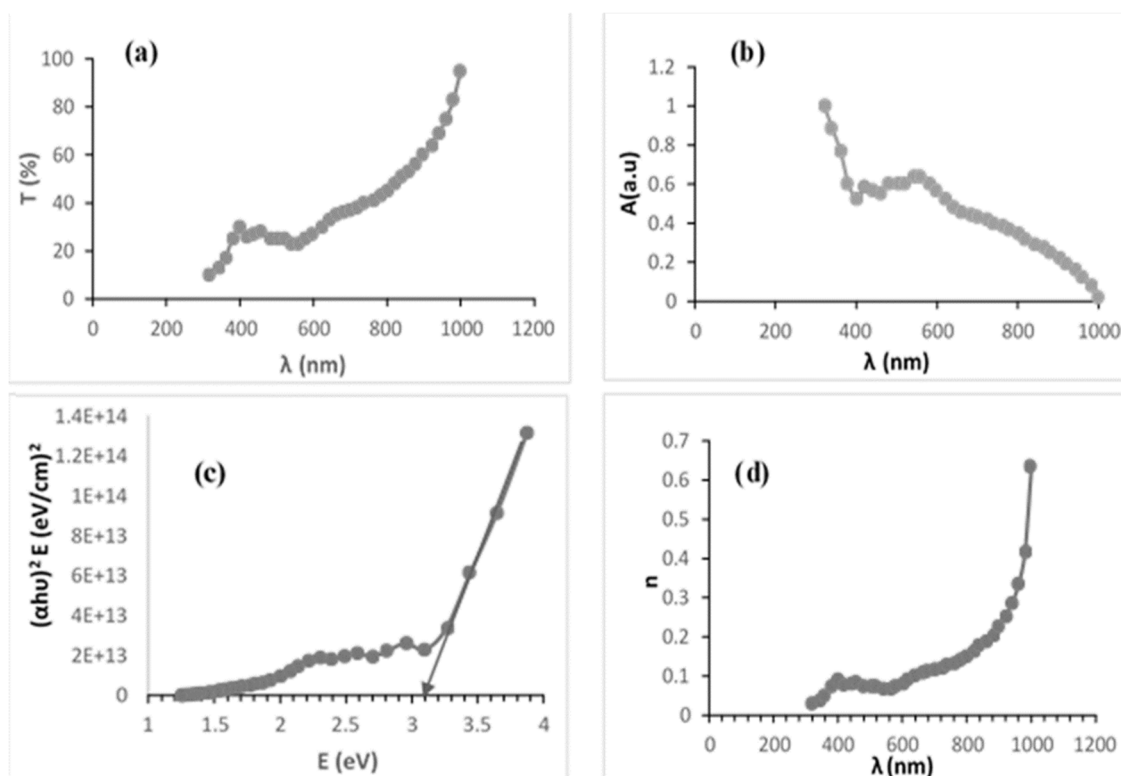 (a)
100
80
60
40
20
0
T (%)
0 200 400 600 800 1000 1200
λ (nm)
(b)
1.2
1
0.8
0.6
0.4
0.2
0
A(a.u)
0 200 400 600 800 1000
λ (nm)
(c)
1.4E+14
1.2E+14
1E+14
8E+13
6E+13
4E+13
2E+13
0
(αhυ)² E (eV/cm)²
1 1.5 2 2.5 3 3.5 4
E (eV)
(d)
0.7
0.6
0.5
0.4
0.3
0.2
0.1
0
n
0 200 400 600 800 1000 1200
λ (nm)